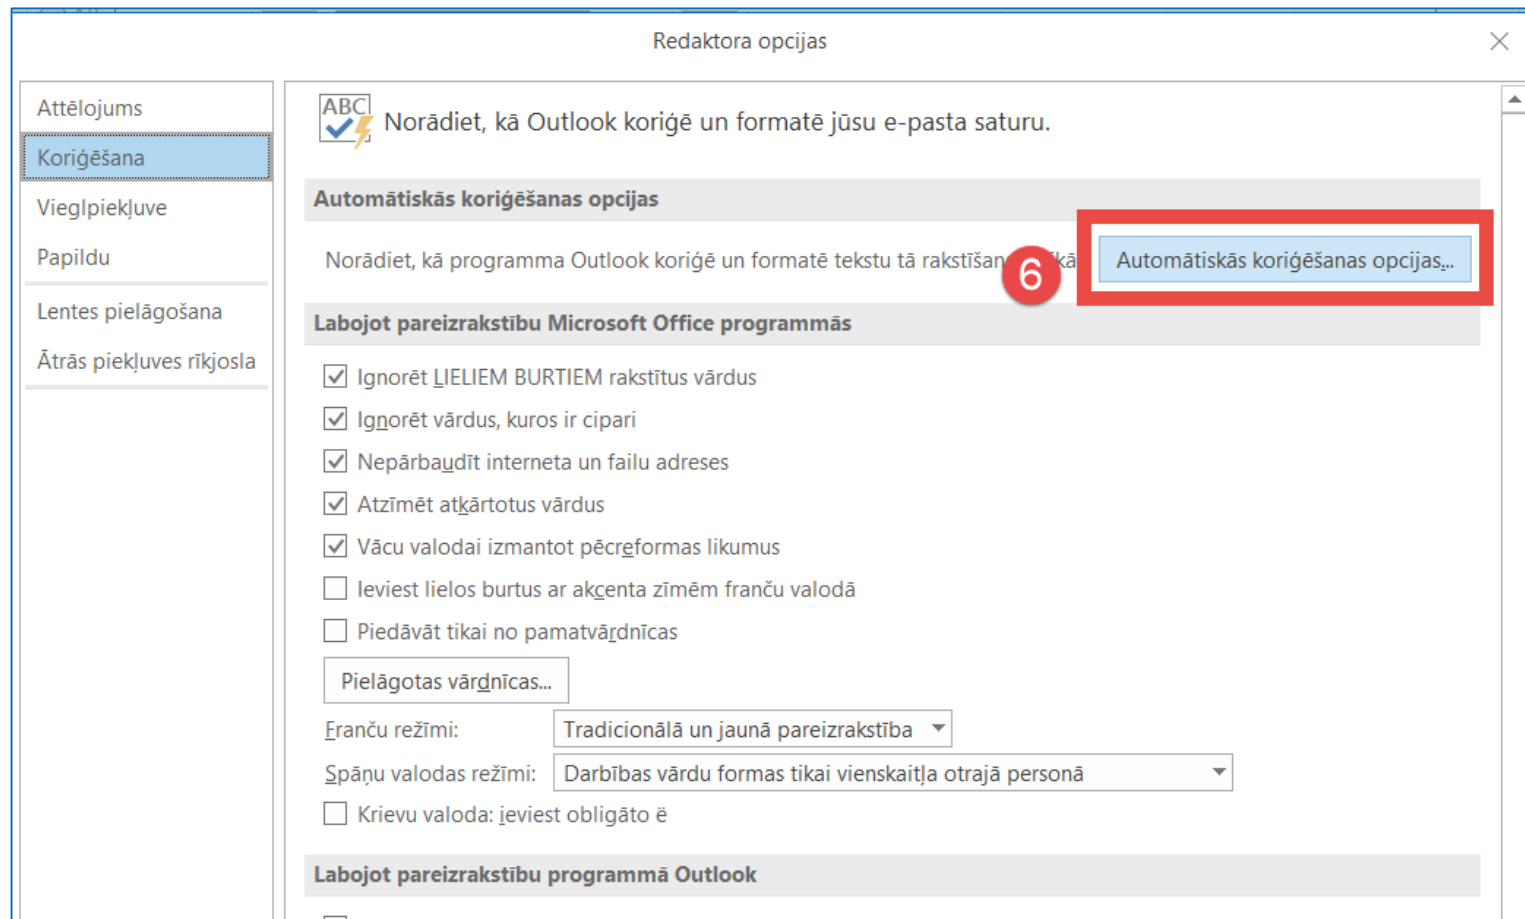 Redaktora opcijas
Attēlojums
Koriģēšana
Vieglpiekļuve
Papildu
Lentes pielāgošana
Ātrās piekļuves rīkjosla
ABC
Norādiet, kā Outlook koriģē un formatē jūsu e-pasta saturu.
Automātiskās koriģēšanas opcijas
Norādiet, kā programma Outlook koriģē un formatē tekstu tā
6
Automātiskās koriģēšanas opcijas...
Labojot pareizrakstību Microsoft Office programmās
Ignorēt LIELIEM BURTIEM rakstītus vārdus
Ignorēt vārdus, kuros ir cipari
Nepārbaudīt interneta un failu adreses
Atzīmēt atkārtotus vārdus
Vācu valodai izmantot pēcreformas likumus
Ieviest lielos burtus ar akcenta zīmēm franču valodā
Piedāvāt tikai no pamatvārdnīcas
Pielāgotas vārdnīcas...
Franču režīmi: Tradicionālā un jaunā pareizrakstība
Spāņu valodas režīmi: Darbības vārdu formas tikai vienskaitļa otrajā personā
Krievu valoda: ieviest obligāto ë
Labojot pareizrakstību programmā Outlook